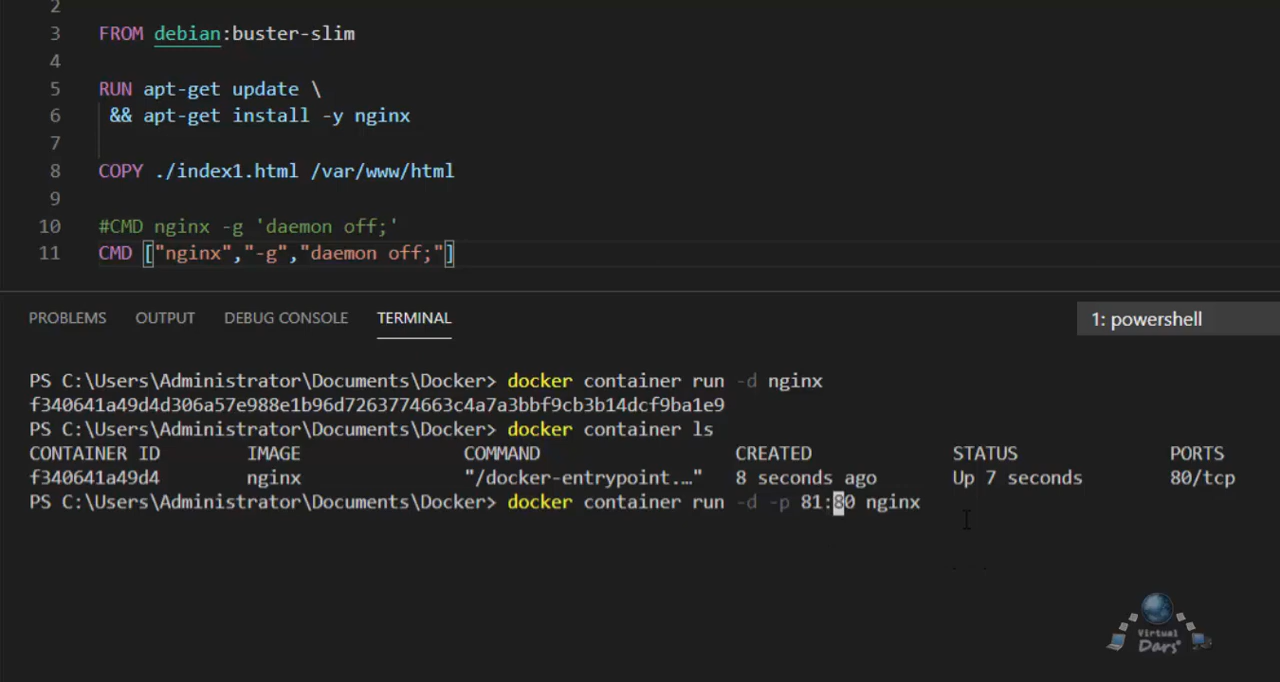 2
3 FROM debian:buster-slim
4
5 RUN apt-get update \
6 && apt-get install -y nginx
7
8 COPY ./index1.html /var/www/html
9
10 #CMD nginx -g 'daemon off;'
11 CMD ["nginx","-g","daemon off;"]
PROBLEMS OUTPUT DEBUG CONSOLE TERMINAL 1: powershell
PS C:\Users\Administrator\Documents\Docker> docker container run -d nginx
f340641a49d4d306a57e988e1b96d7263774663c4a7a3bbf9cb3b14dcf9ba1e9
PS C:\Users\Administrator\Documents\Docker> docker container ls
CONTAINER ID IMAGE COMMAND CREATED STATUS PORTS
f340641a49d4 nginx "/docker-entrypoint.…" 8 seconds ago Up 7 seconds 80/tcp
PS C:\Users\Administrator\Documents\Docker> docker container run -d -p 81:80 nginx
Virtual
Dars